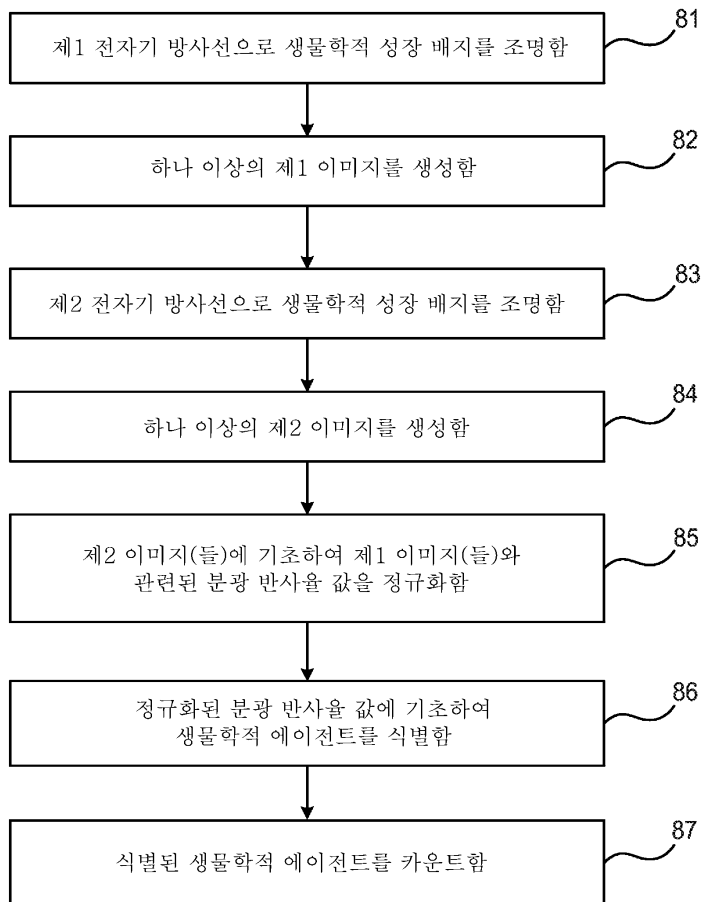 제1 전자기 방사선으로 생물학적 성장 배지를 조명함
81
하나 이상의 제1 이미지를 생성함
82
제2 전자기 방사선으로 생물학적 성장 배지를 조명함
83
하나 이상의 제2 이미지를 생성함
84
제2 이미지(들)에 기초하여 제1 이미지(들)와
관련된 분광 반사율 값을 정규화함
85
정규화된 분광 반사율 값에 기초하여
생물학적 에이전트를 식별함
86
식별된 생물학적 에이전트를 카운트함
87